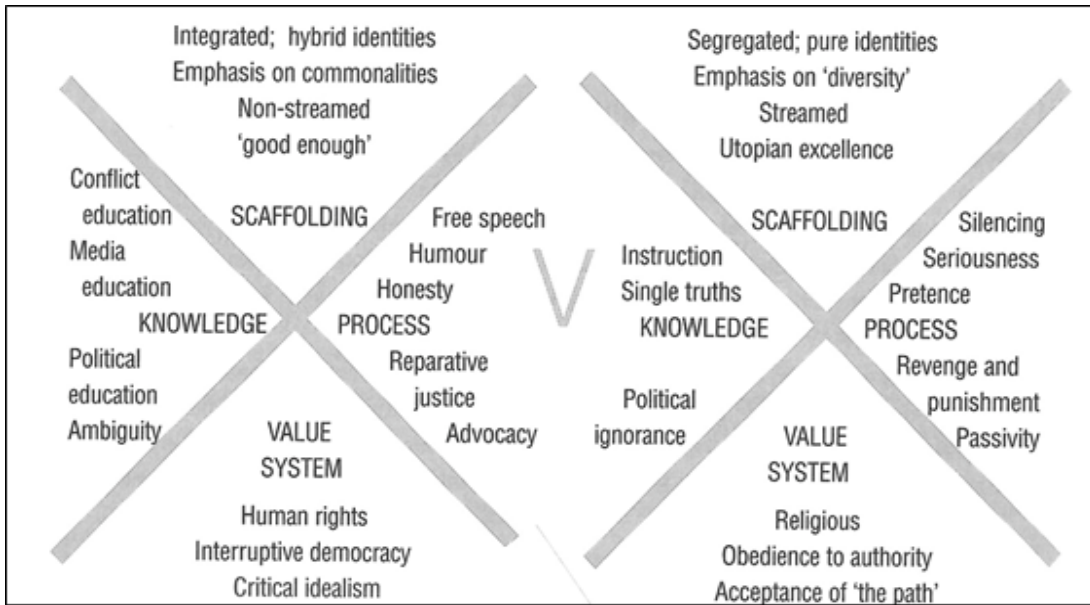 Integrated; hybrid identities
Emphasis on commonalities
Non-streamed
‘good enough’
SCAFFOLDING
Conflict
education
Media
education
KNOWLEDGE
Political
education
Ambiguity
Free speech
Humour
Honesty
PROCESS
Reparative
justice
Advocacy
VALUE
SYSTEM
Human rights
Interruptive democracy
Critical idealism
V
Segregated; pure identities
Emphasis on ‘diversity’
Streamed
Utopian excellence
SCAFFOLDING
Instruction
Single truths
KNOWLEDGE
Political
ignorance
Silencing
Seriousness
Pretence
PROCESS
Revenge and
punishment
Passivity
VALUE
SYSTEM
Religious
Obedience to authority
Acceptance of ‘the path’